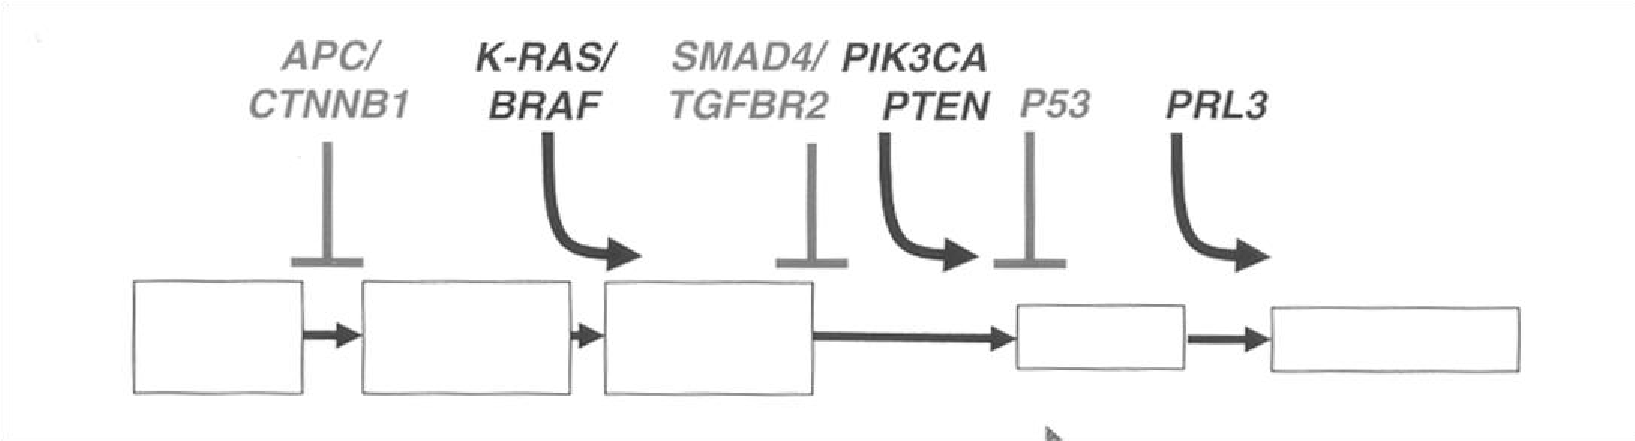 APC/
CTNNB1
K-RAS/
BRAF
SMAD4/
TGFBR2
PIK3CA
PTEN
P53
PRL3